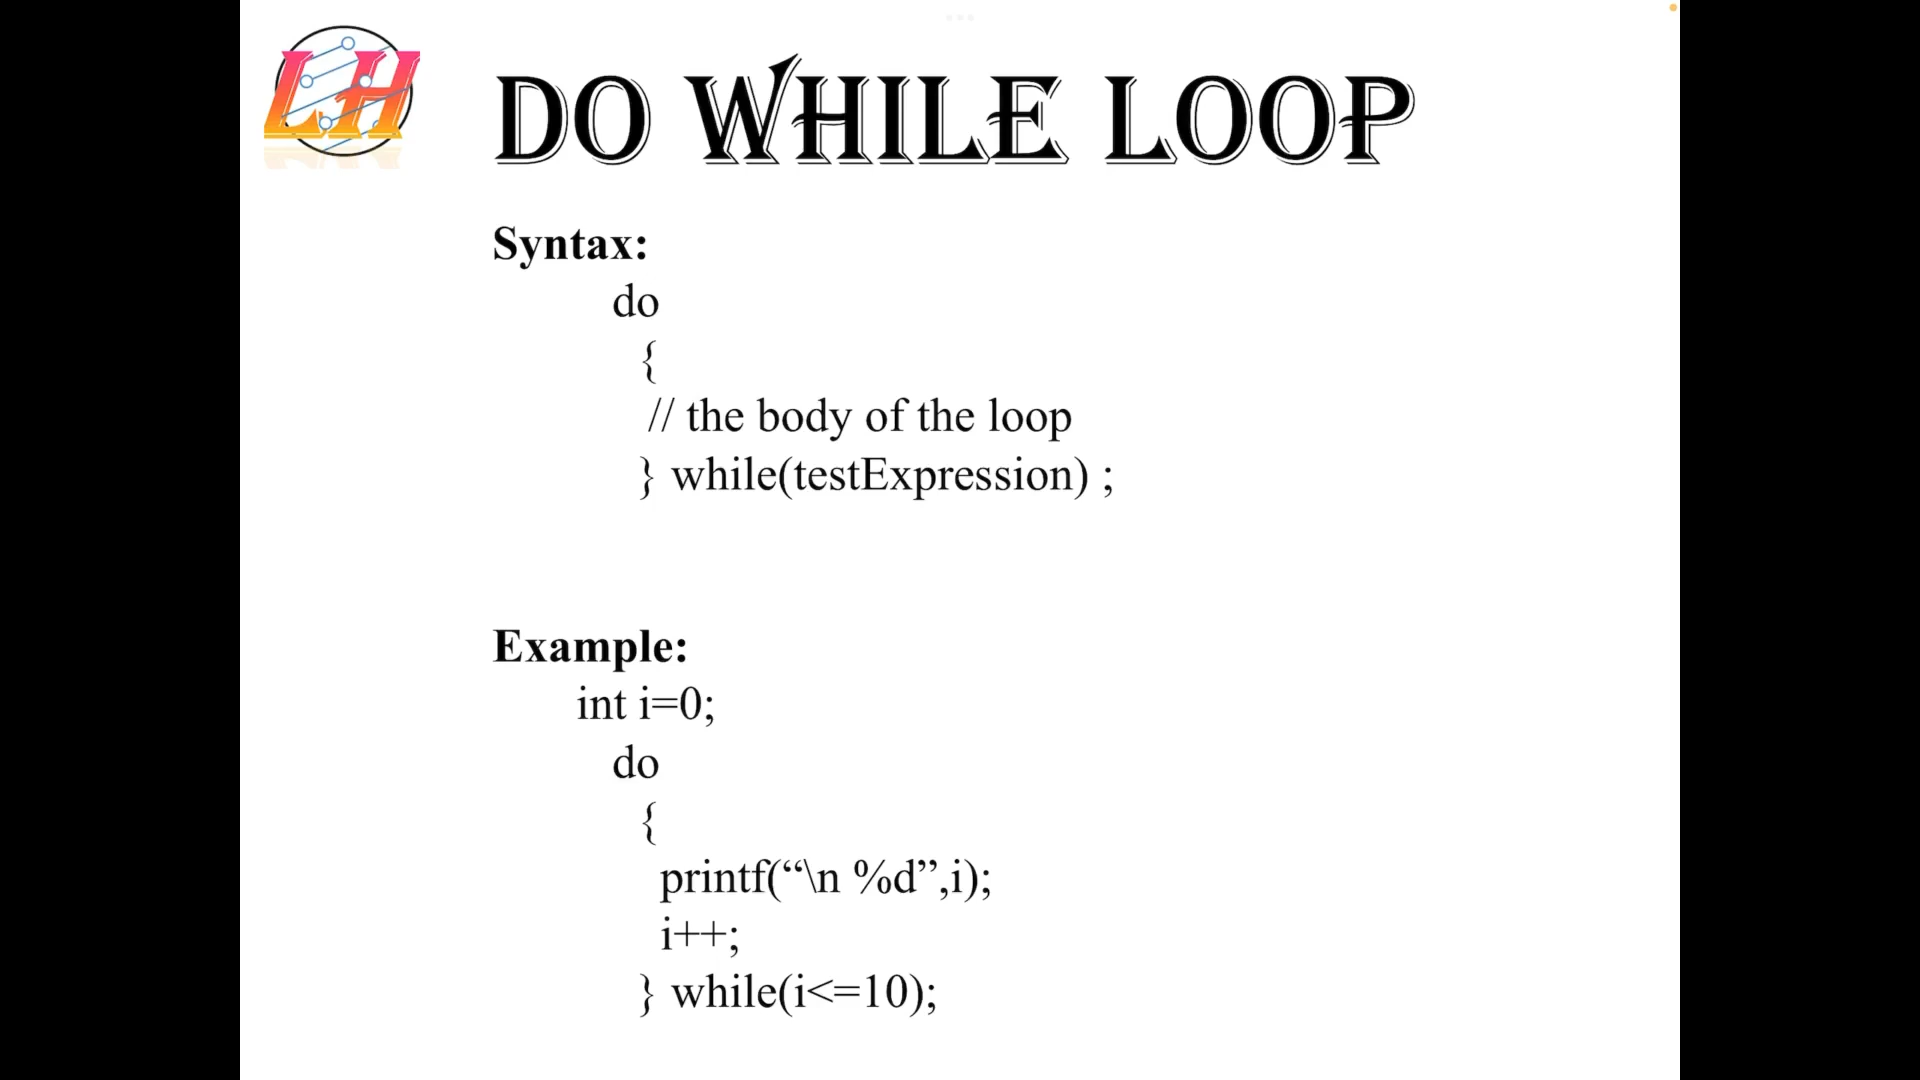 LH
DO WHILE LOOP
Syntax:
do
{
// the body of the loop
} while(testExpression) ;
Example:
int i=0;
do
{
printf(“\n %d”,i);
i++;
} while(i<=10);